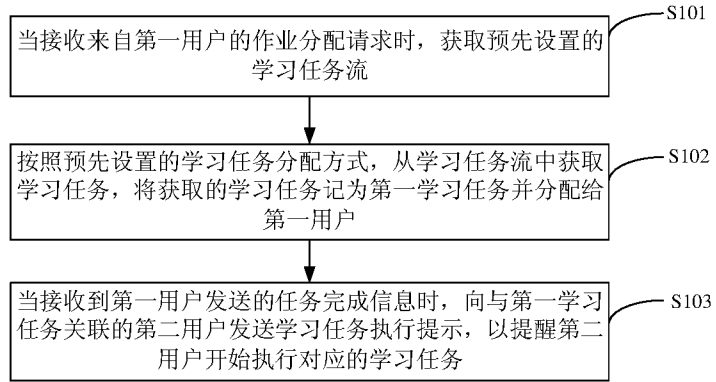 当接收来自第一用户的作业分配请求时，获取预先设置的
学习任务流
S101
按照预先设置的学习任务分配方式，从学习任务流中获取
学习任务，将获取的学习任务记为第一学习任务并分配给
第一用户
S102
当接收到第一用户发送的任务完成信息时，向与第一学习
任务关联的第二用户发送学习任务执行提示，以提醒第二
用户开始执行对应的学习任务
S103